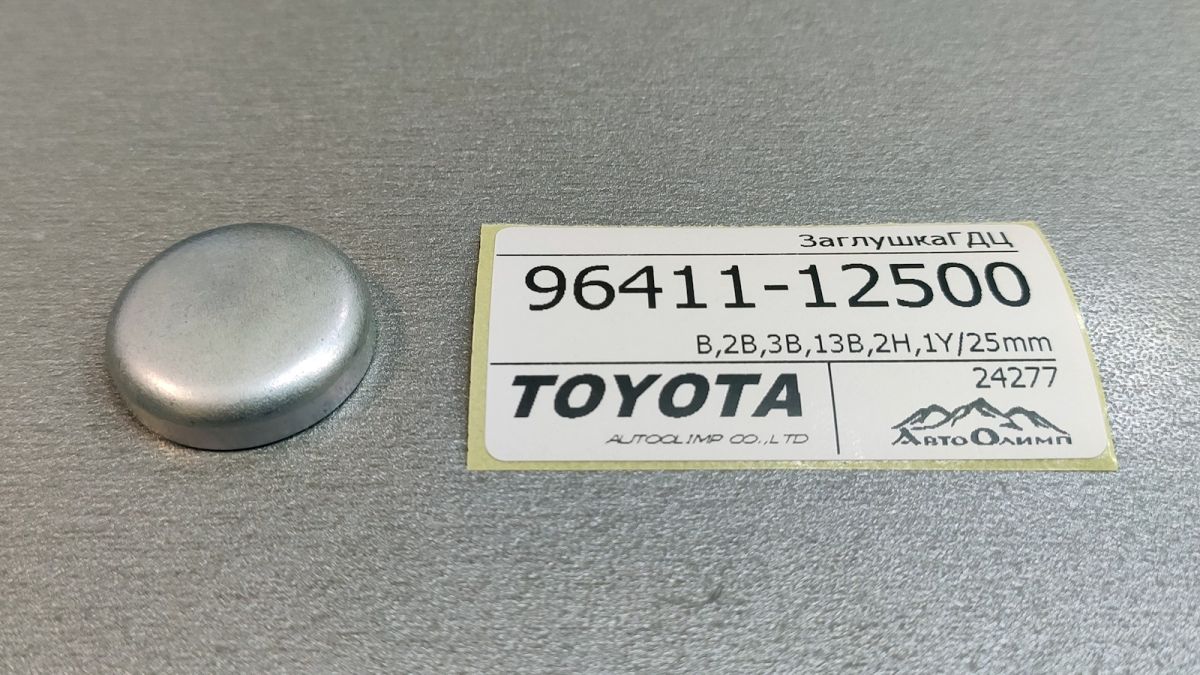 ЗаглушкаГДЦ
96411-12500
B,2B,3B,13B,2H,1Y/25mm
24277
TOYOTA
AUTOOLIMP CO.,LTD
АвтоОлимп